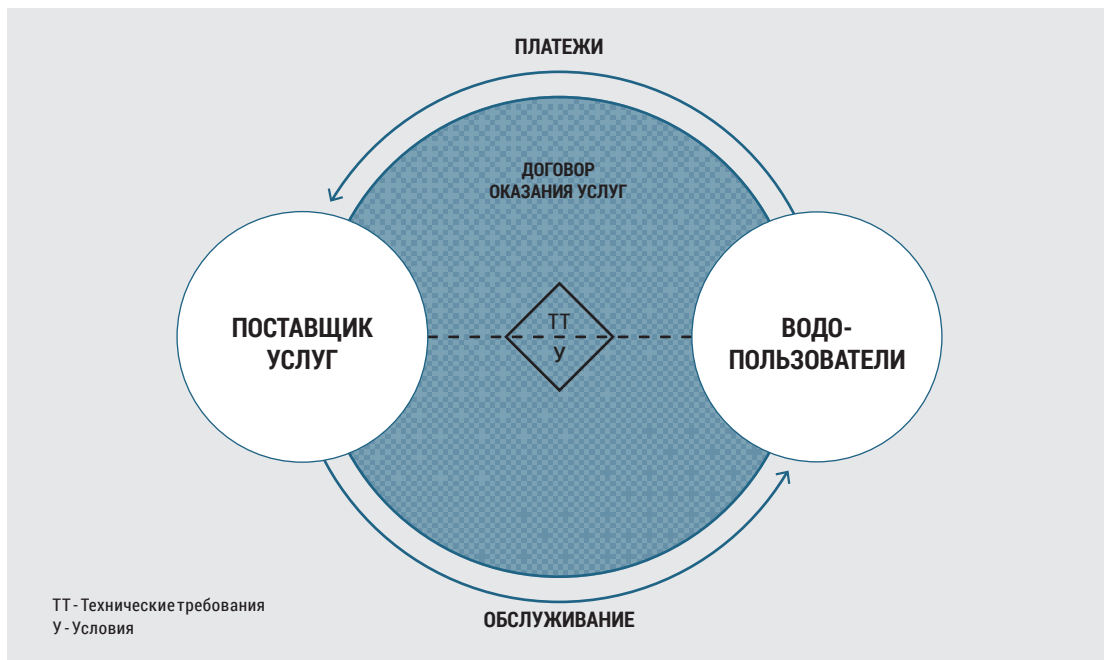 ПЛАТЕЖИ
ДОГОВОР
ОКАЗАНИЯ УСЛУГ
ПОСТАВЩИК
УСЛУГ
ТТ
У
ВОДО-
ПОЛЬЗОВАТЕЛИ
ОБСЛУЖИВАНИЕ
ТТ - Технические требования
У - Условия